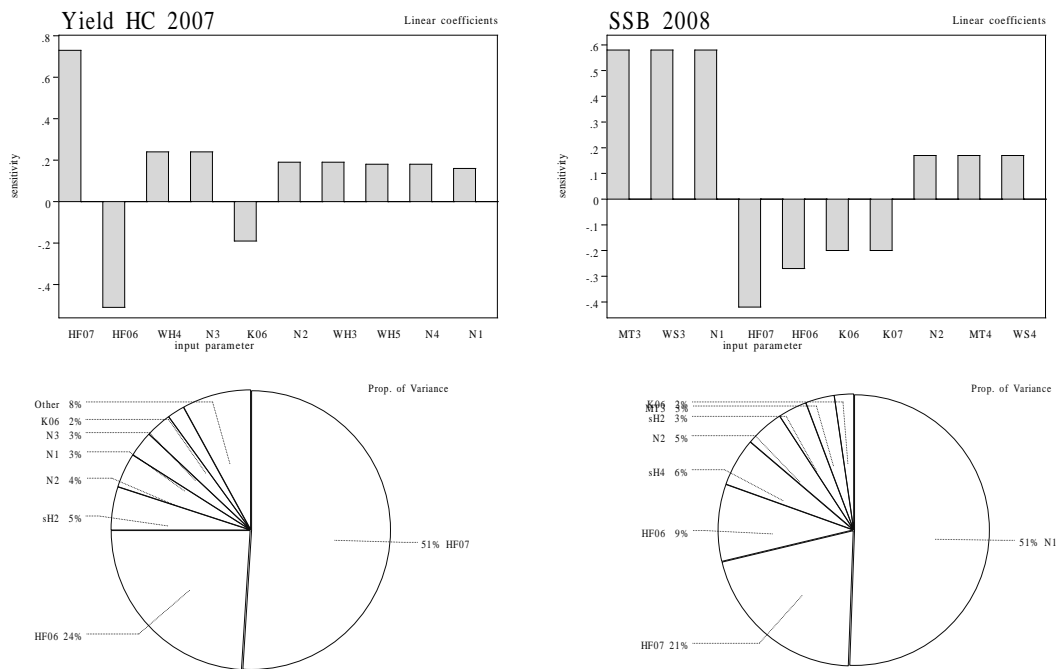 Yield HC 2007
Linear coefficients
.8
.6
.4
.2
0
-.2
-.4
sensitivity
HF07 HF06 WH4 N3 K06 N2 WH3 WH5 N4 N1
input parameter
SSB 2008
Linear coefficients
.6
.5
.4
.3
.2
.1
0
-.1
-.2
-.3
-.4
sensitivity
MT3 WS3 N1 HF07 HF06 K06 K07 N2 MT4 WS4
input parameter
Prop. of Variance
Other 8%
K06 2%
N3 3%
N1 3%
N2 4%
sH2 5%
HF06 24%
51% HF07
Prop. of Variance
K06 2%
MT3 3%
sH2 3%
N2 5%
sH4 6%
HF06 9%
HF07 21%
51% N1